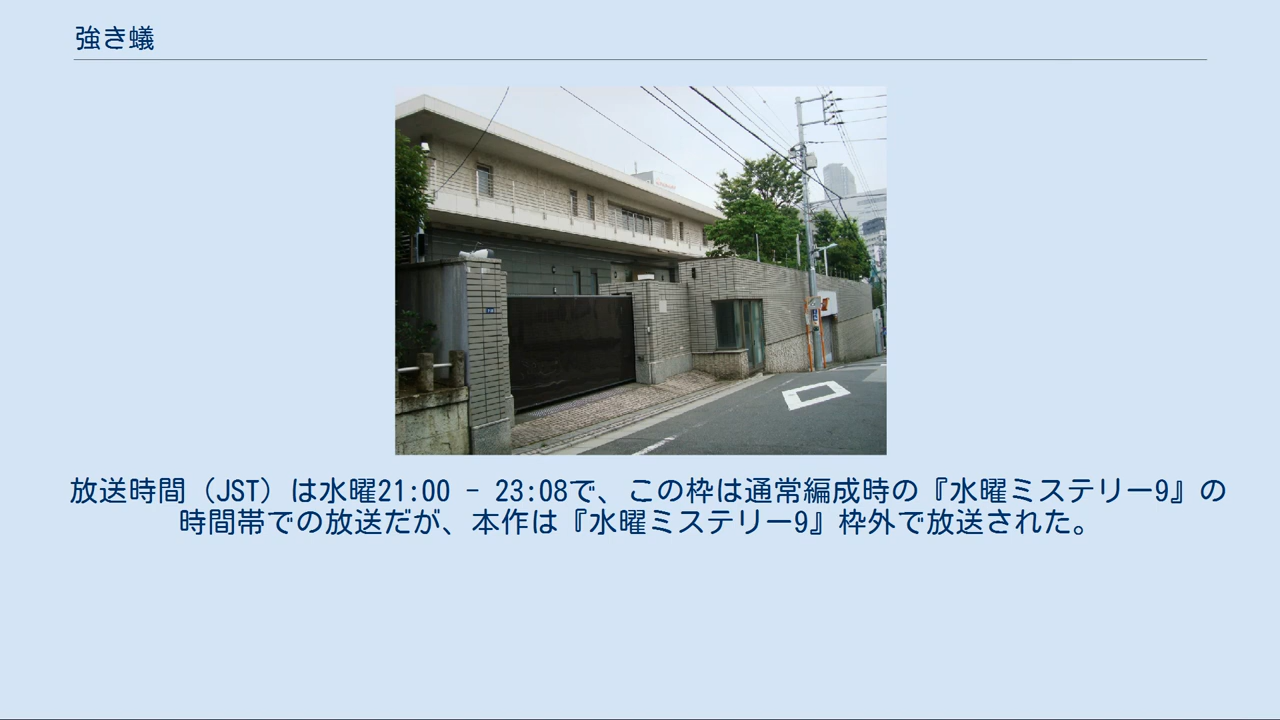 強き蟻
放送時間（JST）は水曜21:00 - 23:08で、この枠は通常編成時の『水曜ミステリー9』の
時間帯での放送だが、本作は『水曜ミステリー9』枠外で放送された。